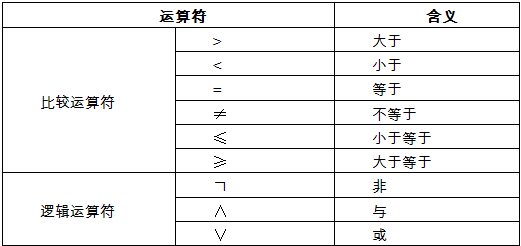 运算符 含义
比较运算符
> 大于
< 小于
= 等于
≠ 不等于
⩽ 小于等于
⩾ 大于等于
逻辑运算符
ㄱ 非
∧ 与
∨ 或